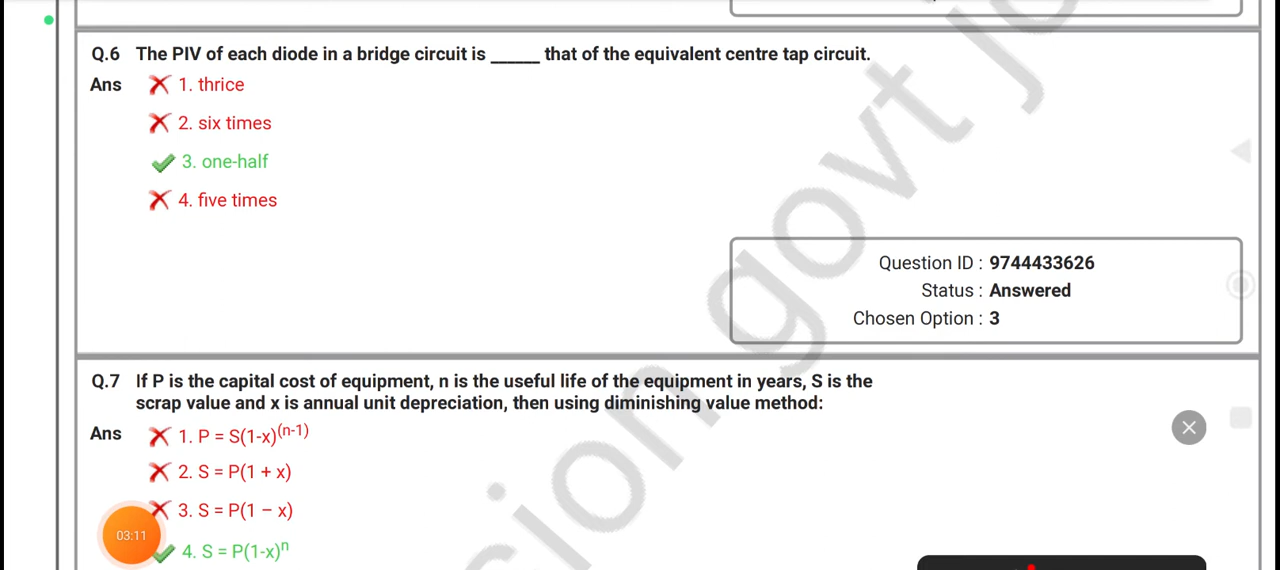 Q.6 The PIV of each diode in a bridge circuit is ______ that of the equivalent centre tap circuit.
Ans 1. thrice
2. six times
3. one-half
4. five times
Question ID : 9744433626
Status : Answered
Chosen Option : 3
Q.7 If P is the capital cost of equipment, n is the useful life of the equipment in years, S is the
scrap value and x is annual unit depreciation, then using diminishing value method:
Ans 1. P = S(1-x)^(n-1)
2. S = P(1 + x)
3. S = P(1 − x)
4. S = P(1-x)^n
03:11
sion govt j